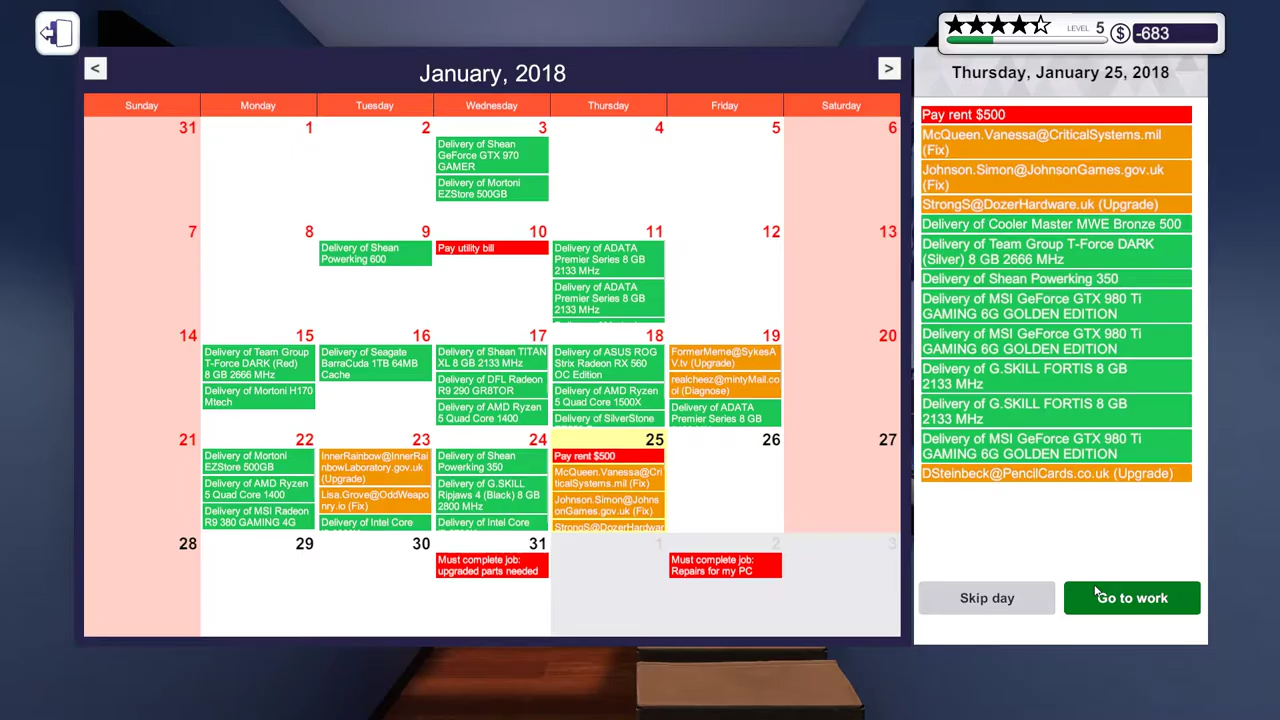 LEVEL 5
$ -683
<
January, 2018
>
Thursday, January 25, 2018
Sunday
Monday
Tuesday
Wednesday
Thursday
Friday
Saturday
31
1
2
3
4
5
6
Delivery of Shean
GeForce GTX 970
GAMER
Delivery of Mortoni
EZStore 500GB
7
8
9
10
11
12
13
Delivery of Shean
Powerking 600
Pay utility bill
Delivery of ADATA
Premier Series 8 GB
2133 MHz
Delivery of ADATA
Premier Series 8 GB
2133 MHz
14
15
16
17
18
19
20
Delivery of Team Group
T-Force DARK (Red)
8 GB 2666 MHz
Delivery of Mortoni H170
Mtech
Delivery of Seagate
BarraCuda 1TB 64MB
Cache
Delivery of Shean TITAN
XL 8 GB 2133 MHz
Delivery of DFL Radeon
R9 290 GR8TOR
Delivery of AMD Ryzen
5 Quad Core 1400
Delivery of ASUS ROG
Strix Radeon RX 560
OC Edition
Delivery of AMD Ryzen
5 Quad Core 1500X
Delivery of SilverStone
FormerMeme@SykesA
V.tv (Upgrade)
reaicheez@mintyMail.co
ol (Diagnose)
Delivery of ADATA
Premier Series 8 GB
21
22
23
24
25
26
27
Delivery of Mortoni
EZStore 500GB
Delivery of AMD Ryzen
5 Quad Core 1400
Delivery of MSI Radeon
R9 380 GAMING 4G
InnerRainbow@InnerRai
nbowLaboratory.gov.uk
(Upgrade)
Lisa.Grove@OddWeapo
nry.io (Fix)
Delivery of Intel Core
Delivery of Shean
Powerking 350
Delivery of G.SKILL
Ripjaws 4 (Black) 8 GB
2800 MHz
Delivery of Intel Core
Pay rent $500
McQueen.Vanessa@Cri
ticalSystems.mil (Fix)
Johnson.Simon@Johns
onGames.gov.uk (Fix)
StrongS@DozerHardwar
28
29
30
31
1
2
3
Must complete job:
upgraded parts needed
Must complete job:
Repairs for my PC
Pay rent $500
McQueen.Vanessa@CriticalSystems.mil
(Fix)
Johnson.Simon@JohnsonGames.gov.uk
(Fix)
StrongS@DozerHardware.uk (Upgrade)
Delivery of Cooler Master MWE Bronze 500
Delivery of Team Group T-Force DARK
(Silver) 8 GB 2666 MHz
Delivery of Shean Powerking 350
Delivery of MSI GeForce GTX 980 Ti
GAMING 6G GOLDEN EDITION
Delivery of MSI GeForce GTX 980 Ti
GAMING 6G GOLDEN EDITION
Delivery of G.SKILL FORTIS 8 GB
2133 MHz
Delivery of G.SKILL FORTIS 8 GB
2133 MHz
Delivery of MSI GeForce GTX 980 Ti
GAMING 6G GOLDEN EDITION
DSteinbeck@PencilCards.co.uk (Upgrade)
Skip day
Go to work